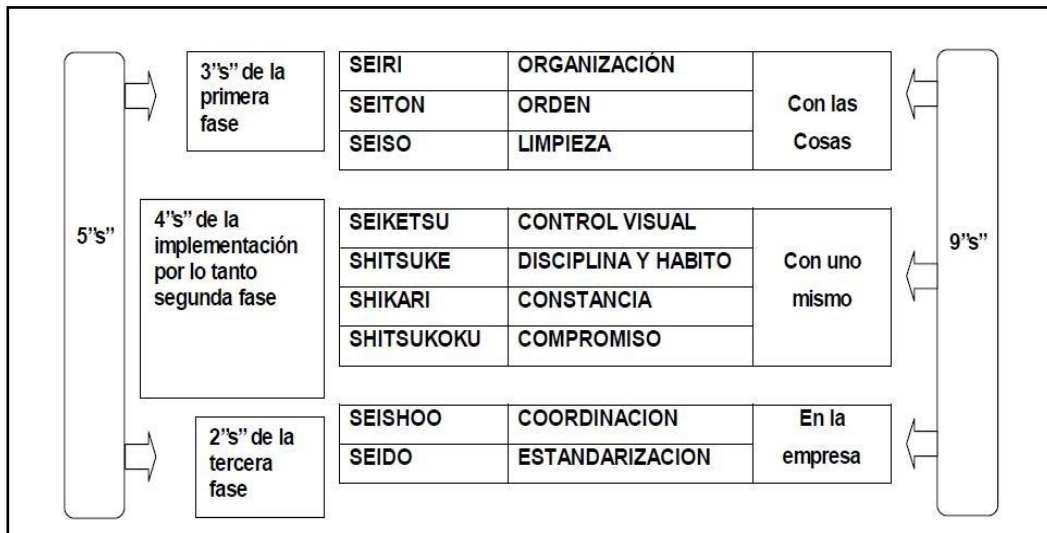 5”s”
3”s” de la
primera
fase
SEIRI ORGANIZACIÓN
SEITON ORDEN
SEISO LIMPIEZA
Con las
Cosas
4”s” de la
implementación
por lo tanto
segunda fase
SEIKETSU CONTROL VISUAL
SHITSUKE DISCIPLINA Y HABITO
SHIKARI CONSTANCIA
SHITSUKOKU COMPROMISO
Con uno
mismo
2”s” de la
tercera
fase
SEISHOO COORDINACION
SEIDO ESTANDARIZACION
En la
empresa
9”s”